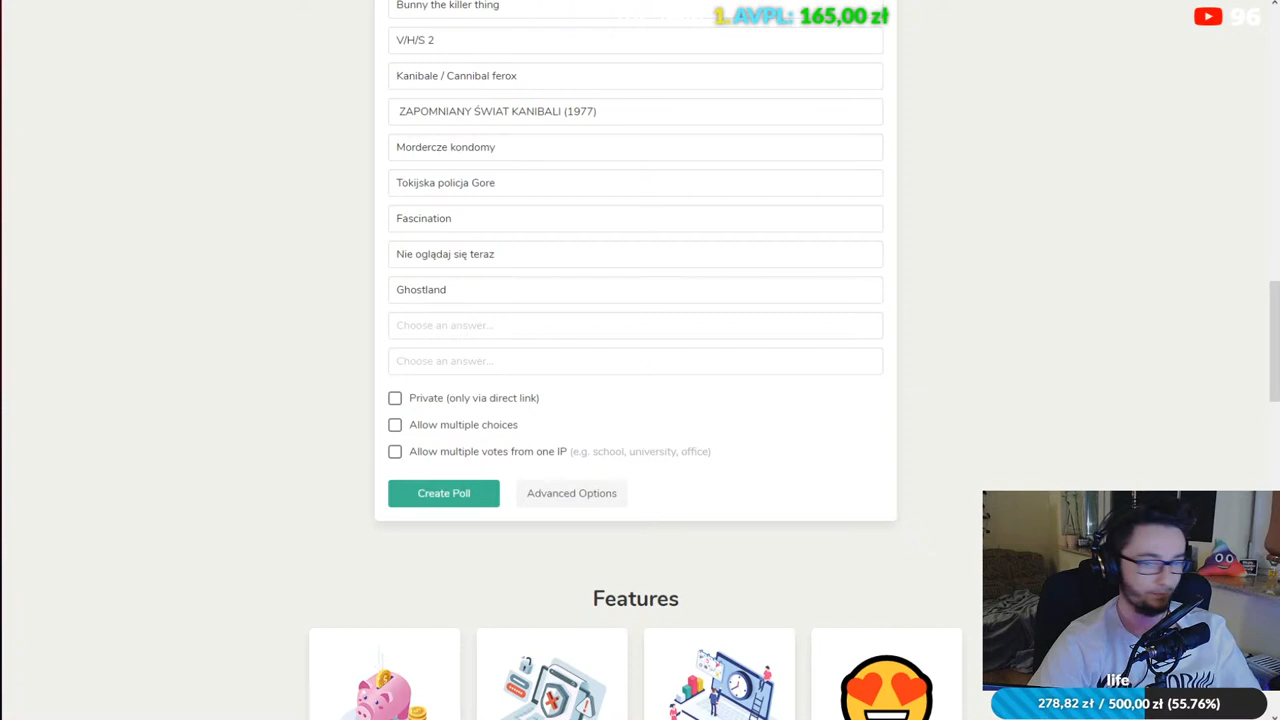 Bunny the killer thing
1. AVPL: 165,00 zł
96
V/H/S 2
Kanibale / Cannibal ferox
ZAPOMNIANY ŚWIAT KANIBALI (1977)
Mordercze kondomy
Tokijska policja Gore
Fascination
Nie oglądaj się teraz
Ghostland
Choose an answer...
Choose an answer...
Private (only via direct link)
Allow multiple choices
Allow multiple votes from one IP (e.g. school, university, office)
Create Poll
Advanced Options
Features
life
278,82 zł / 500,00 zł (55.76%)